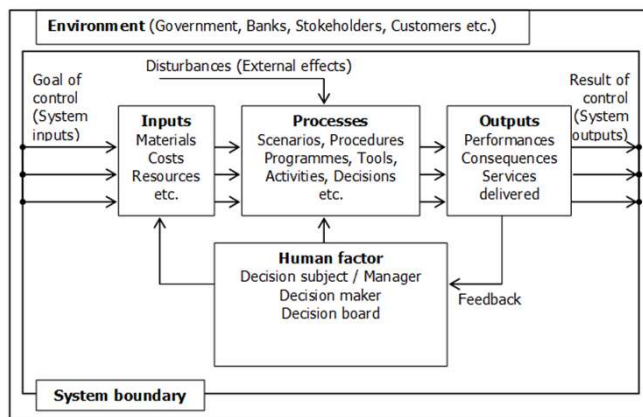 Environment (Government, Banks, Stokeholders, Customers etc.)
Disturbances (External effects)
Goal of
control
(System
inputs)
Result of
control
(System
outputs)
Inputs
Materials
Costs
Resources
etc.
Processes
Scenarios, Procedures
Programmes, Tools,
Activities, Decisions
etc.
Outputs
Performances
Consequences
Services
delivered
Human factor
Decision subject / Manager
Decision maker
Decision board
Feedback
System boundary